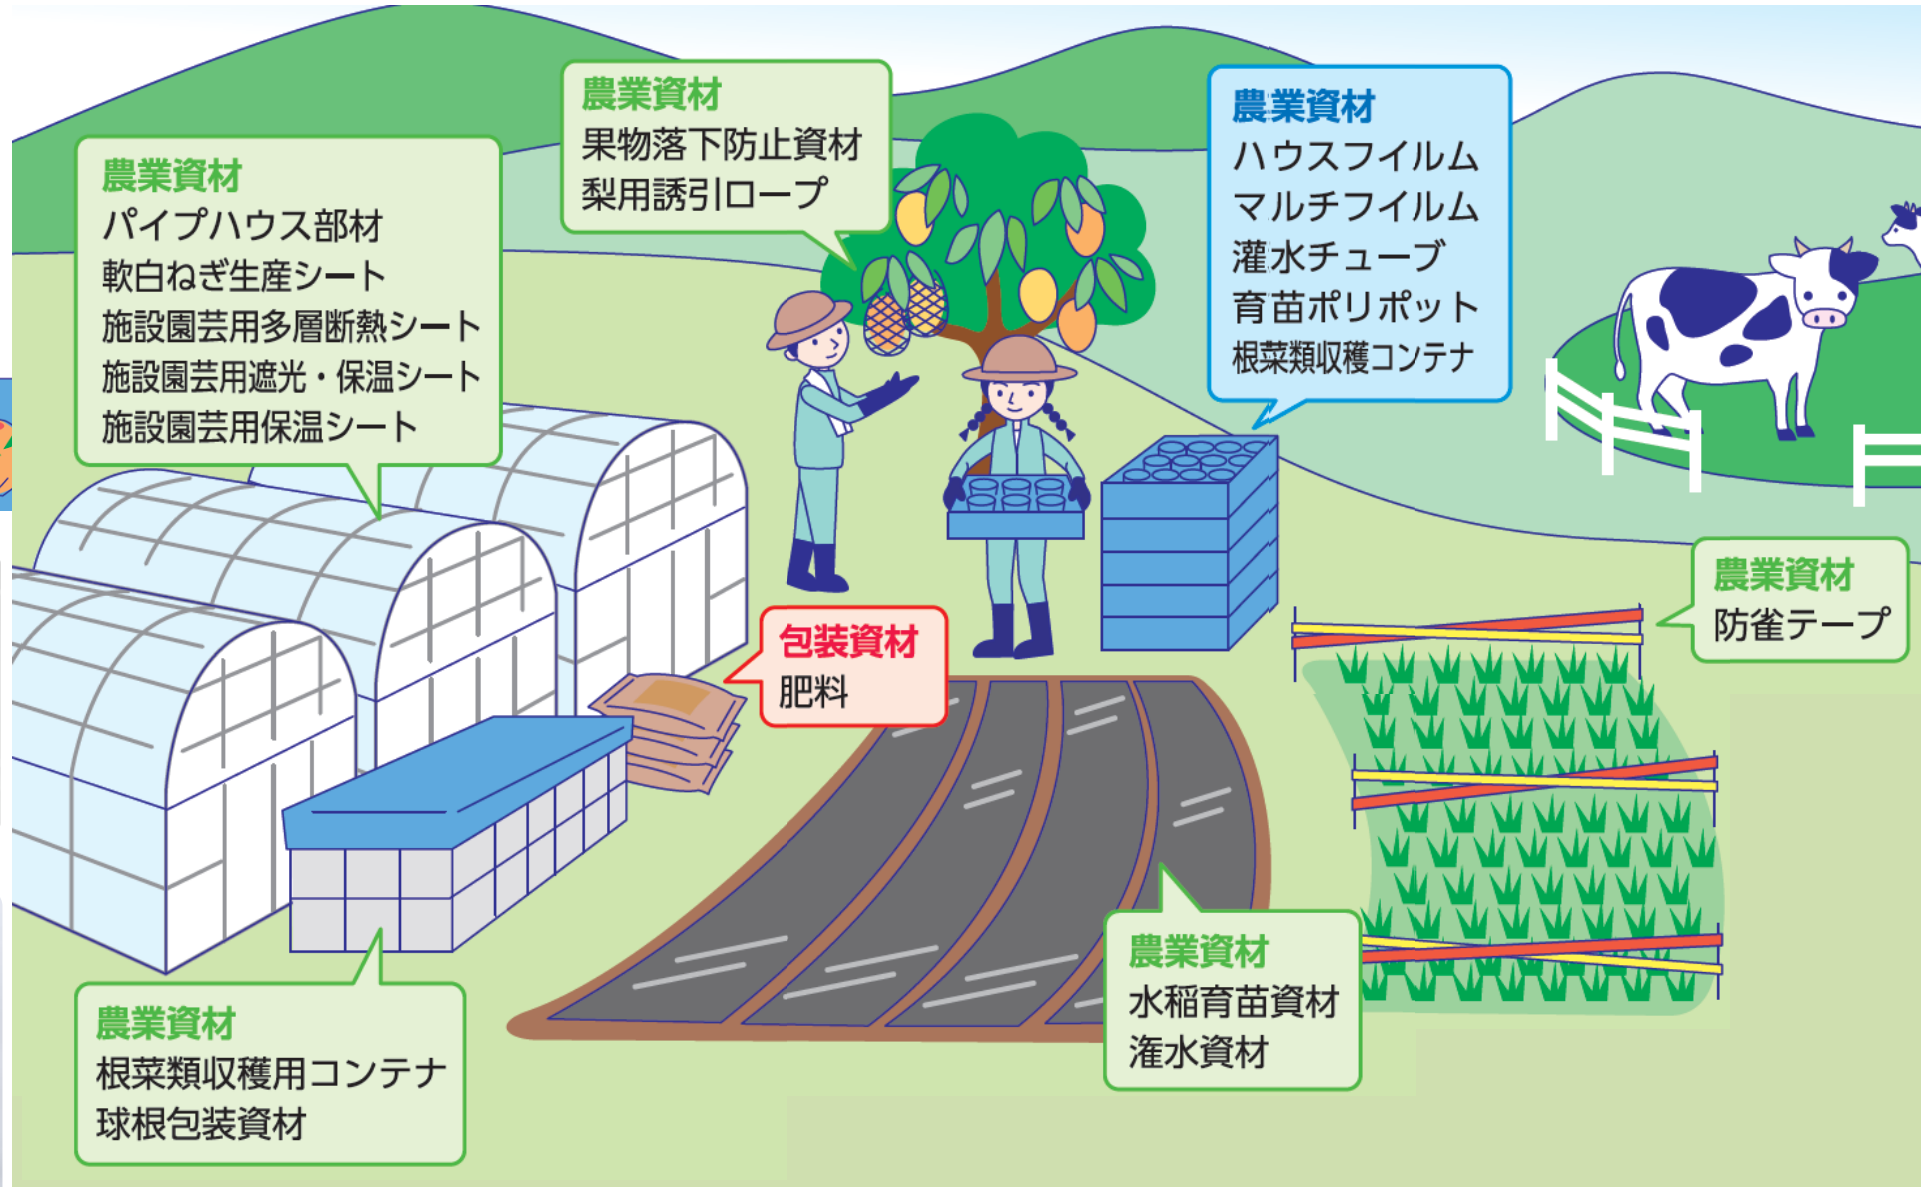 農業資材
パイプハウス部材
軟白ねぎ生産シート
施設園芸用多層断熱シート
施設園芸用遮光・保温シート
施設園芸用保温シート
農業資材
果物落下防止資材
梨用誘引ロープ
農業資材
ハウスフイルム
マルチフイルム
灌水チューブ
育苗ポリポット
根菜類収穫コンテナ
農業資材
防雀テープ
包装資材
肥料
農業資材
水稲育苗資材
潅水資材
農業資材
根菜類収穫用コンテナ
球根包装資材